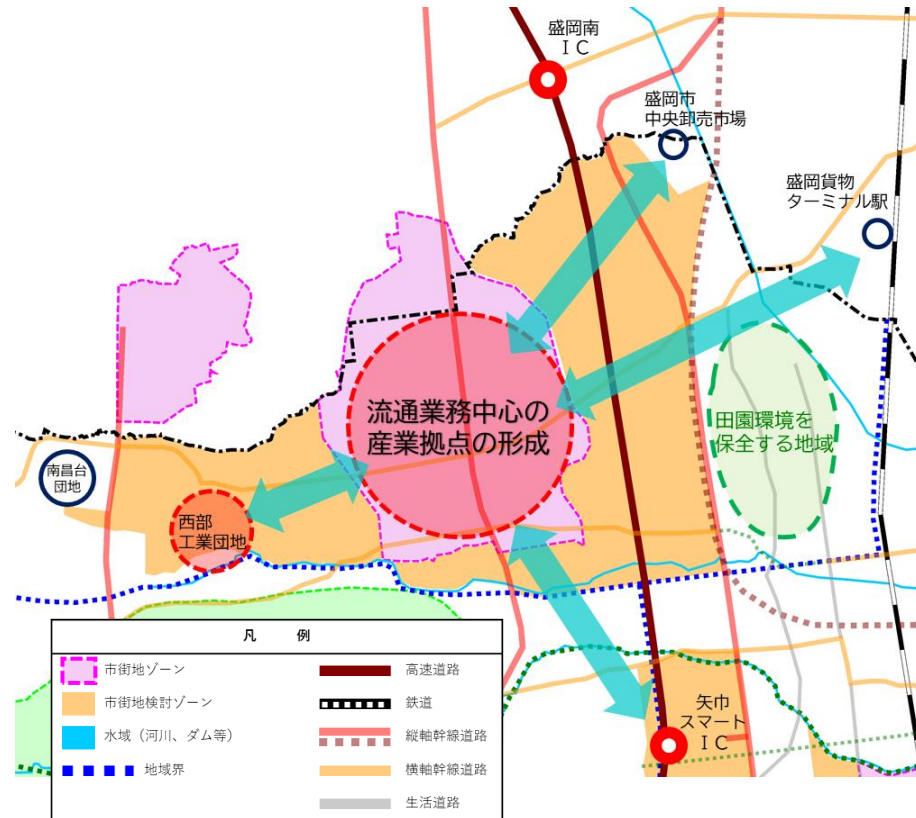 盛岡南
ＩＣ
盛岡市
中央卸売市場
盛岡貨物
ターミナル駅
流通業務中心の
産業拠点の形成
田園環境を
保全する地域
南昌台
団地
西部
工業団地
矢巾
スマート
ＩＣ
凡 例
市街地ゾーン
高速道路
市街地検討ゾーン
鉄道
水域（河川、ダム等）
縦軸幹線道路
地域界
横軸幹線道路
生活道路